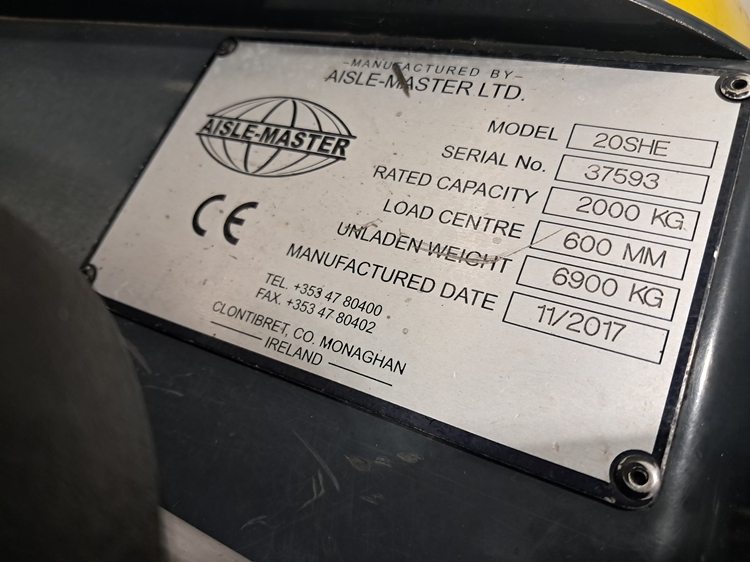 -MANUFACTURED BY-
AISLE-MASTER LTD.
AISLE-MASTER
CE
MODEL 20SHE
SERIAL No. 37593
RATED CAPACITY 2000 KG
LOAD CENTRE 600 MM
UNLADEN WEIGHT 6900 KG
MANUFACTURED DATE 11/2017
TEL. +353 47 80400
FAX. +353 47 80402
CLONTIBRET, CO. MONAGHAN
IRELAND